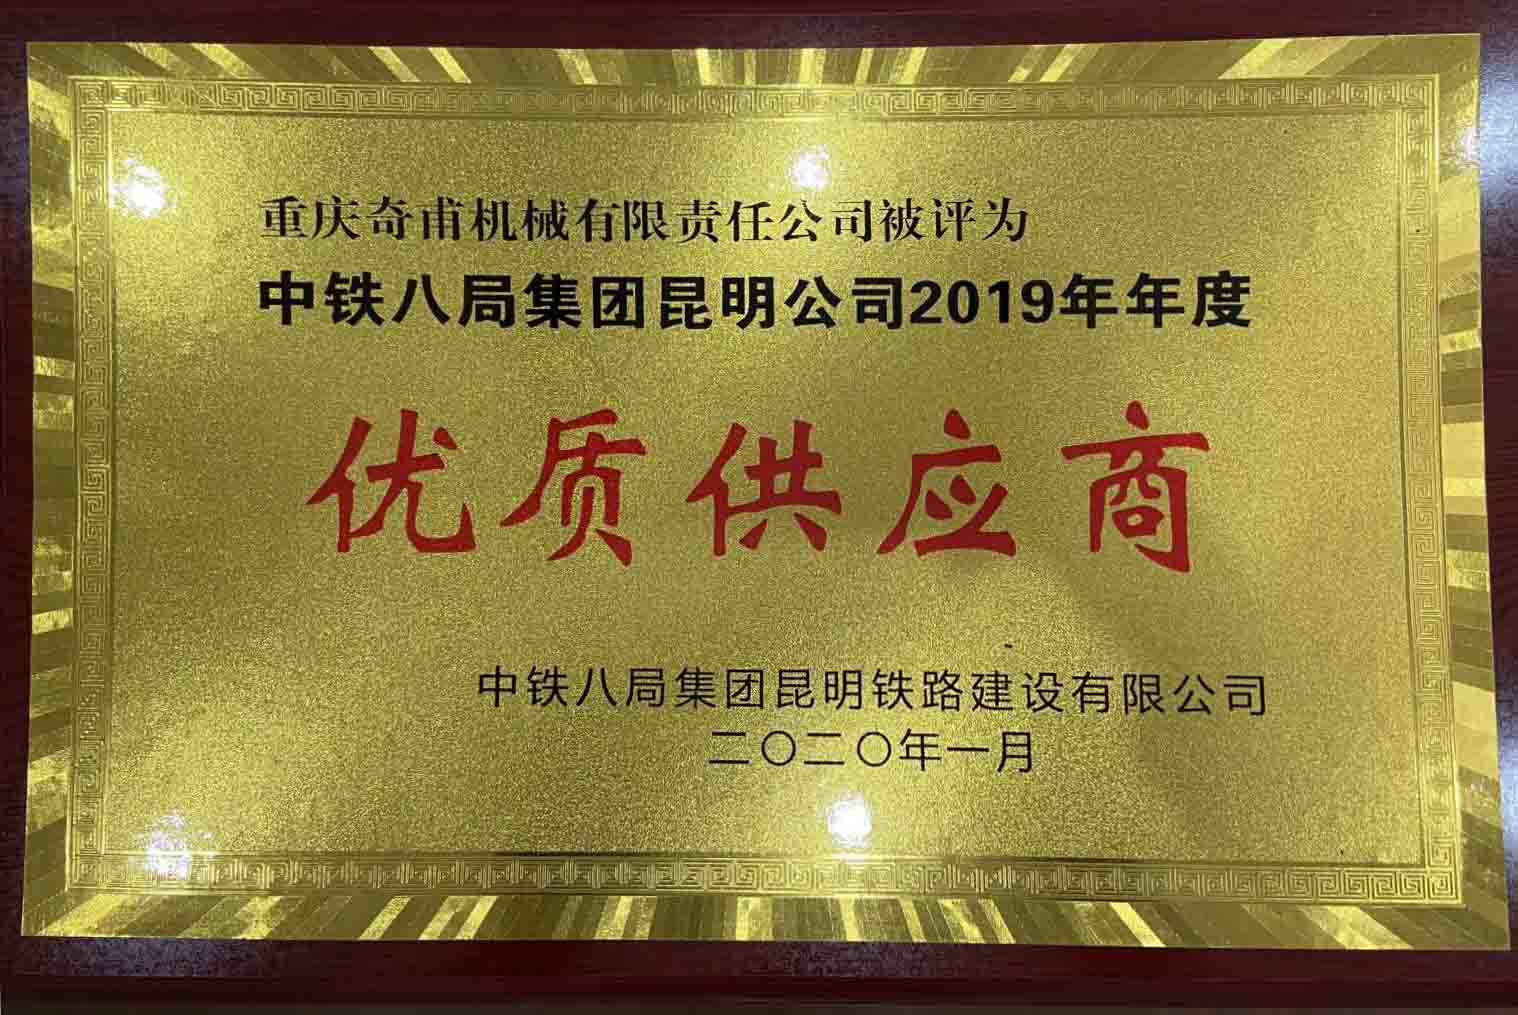 重庆奇甫机械有限责任公司被评为
中铁八局集团昆明公司2019年年度
优质供应商
中铁八局集团昆明铁路建设有限公司
二〇二〇年一月